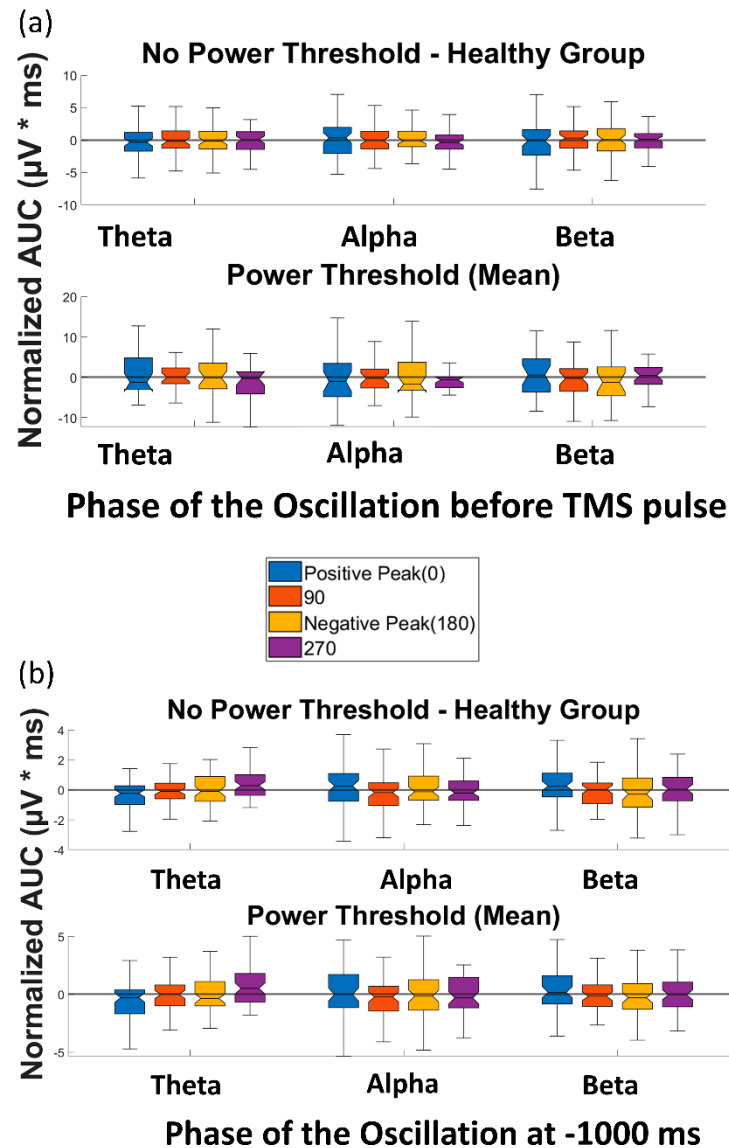 (a)
No Power Threshold - Healthy Group
Normalized AUC (µV * ms)
10
5
0
-5
-10
Theta Alpha Beta
Power Threshold (Mean)
20
10
0
-10
Theta Alpha Beta
Phase of the Oscillation before TMS pulse
Positive Peak(0)
90
Negative Peak(180)
270
(b)
No Power Threshold - Healthy Group
Normalized AUC (µV * ms)
4
2
0
-2
-4
Theta Alpha Beta
Power Threshold (Mean)
5
0
-5
Theta Alpha Beta
Phase of the Oscillation at -1000 ms